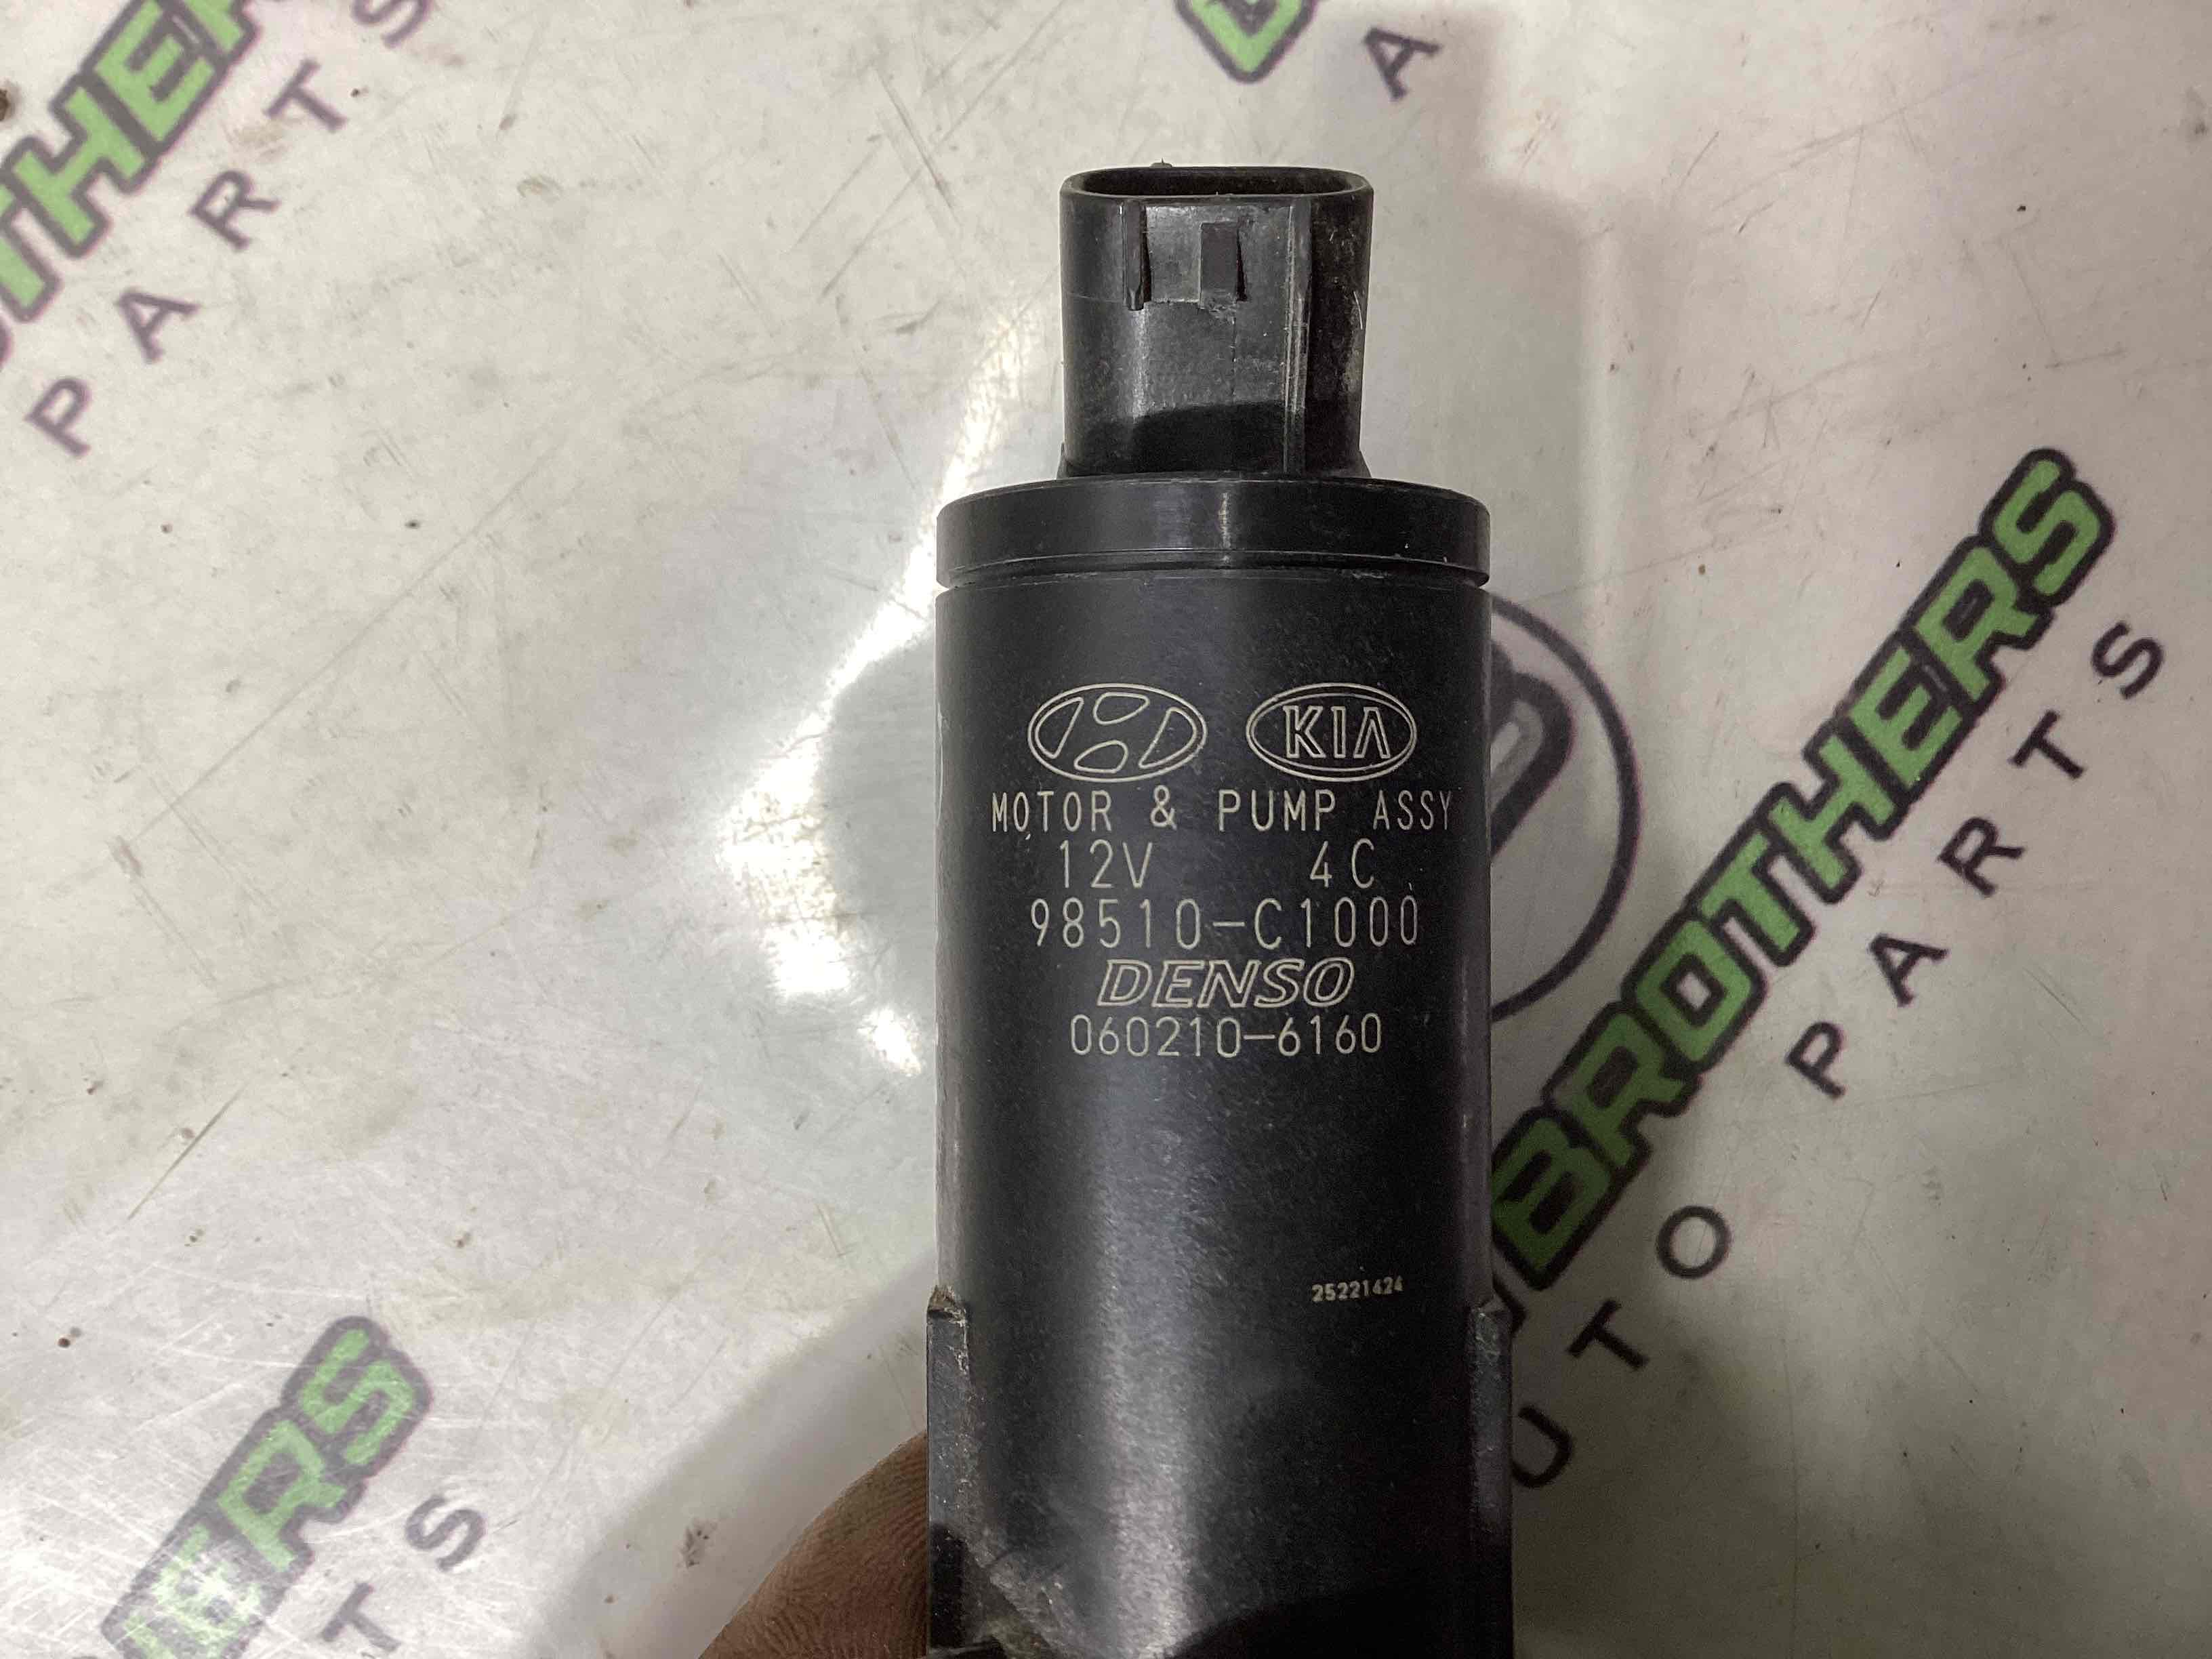 KIA
MOTOR & PUMP ASSY
12V 4C
98510-C1000
DENSO
060210-6160
25221424
BROTHERS
AUTO PARTS
PARTS